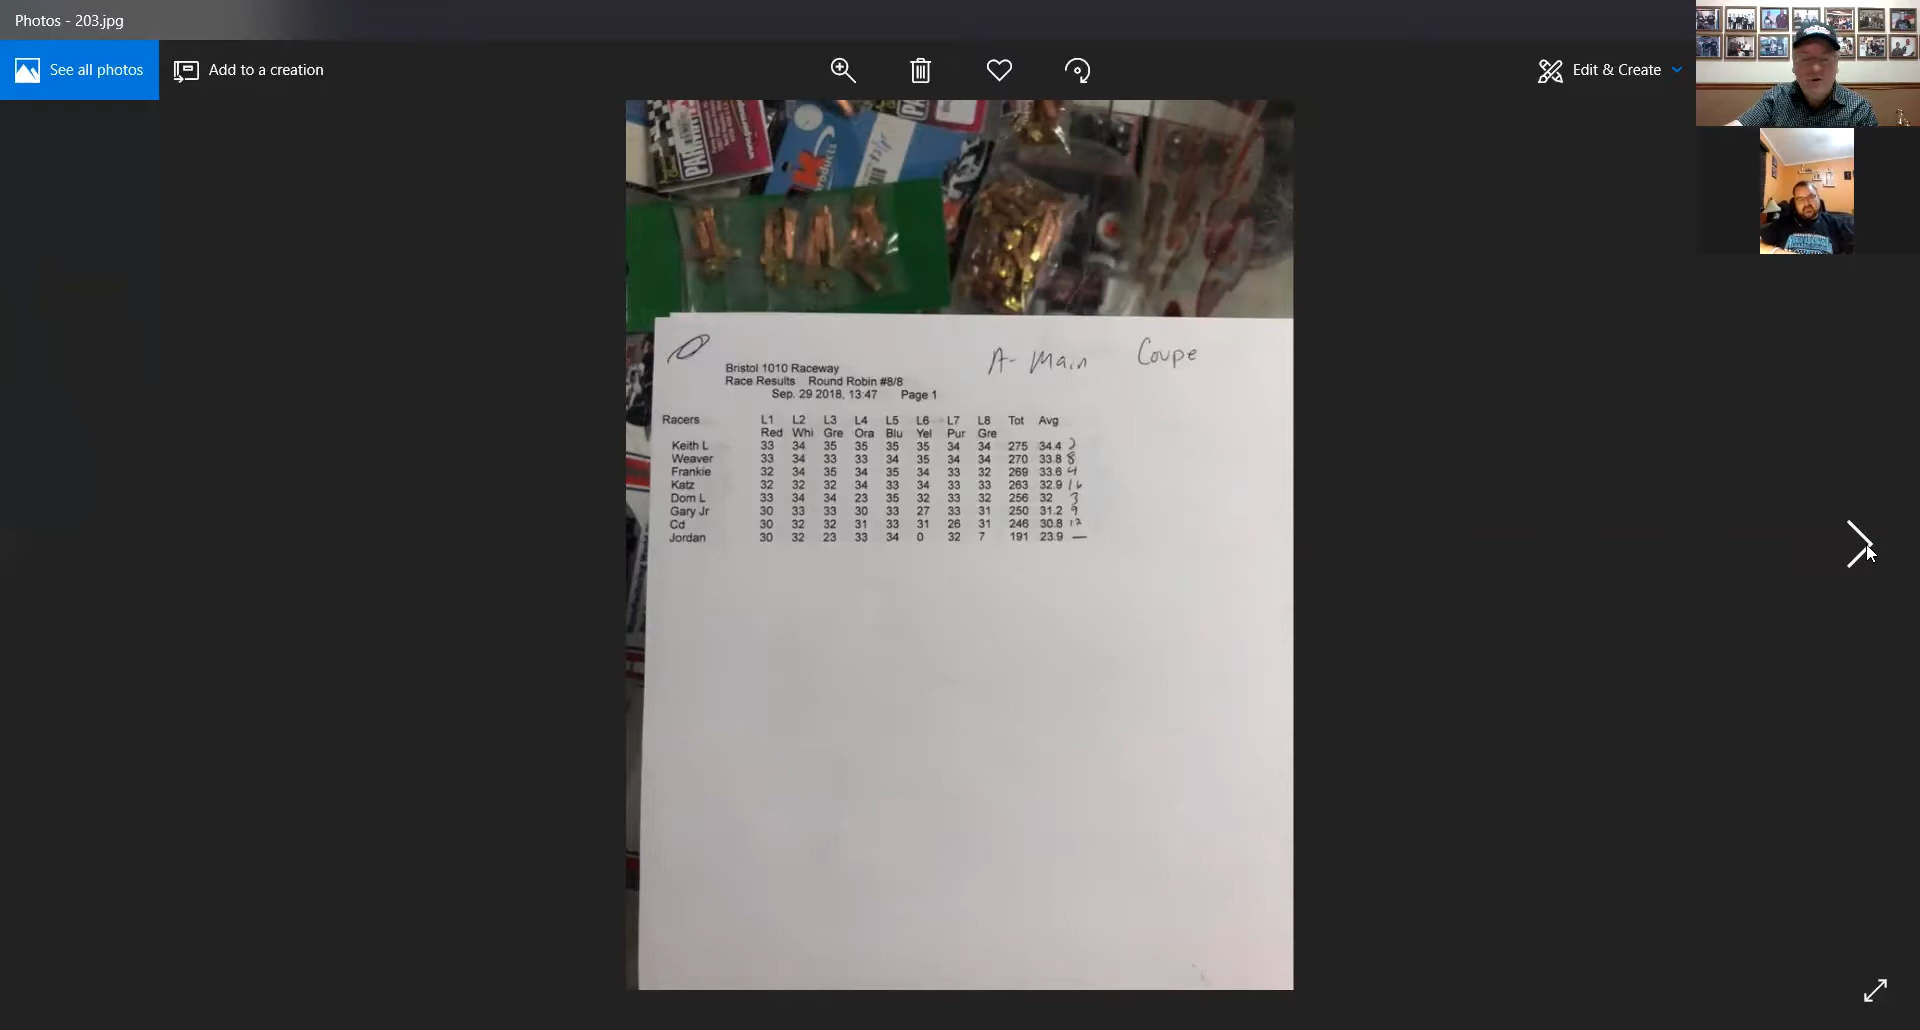 Photos - 203.jpg
See all photos
Add to a creation
Edit & Create
A- Main Coupe
Bristol 1010 Raceway
Race Results Round Robin #8/8
Sep. 29 2018, 13:47 Page 1
Racers L1 L2 L3 L4 L5 L6 L7 L8 Tot Avg
Red Whi Gre Ora Blu Yel Pur Gre
Keith L 33 34 35 35 35 35 34 34 275 34.4 2
Weaver 33 34 33 33 34 35 34 34 270 33.8 8
Frankie 32 34 35 34 35 34 33 32 269 33.6 4
Katz 32 32 32 34 33 34 33 33 263 32.9 16
Dom L 33 34 34 23 35 32 33 32 256 32 3
Gary Jr 30 33 33 30 33 27 33 31 250 31.2 9
Cd 30 32 32 31 33 31 26 31 246 30.8 12
Jordan 30 32 23 33 34 0 32 7 191 23.9 —